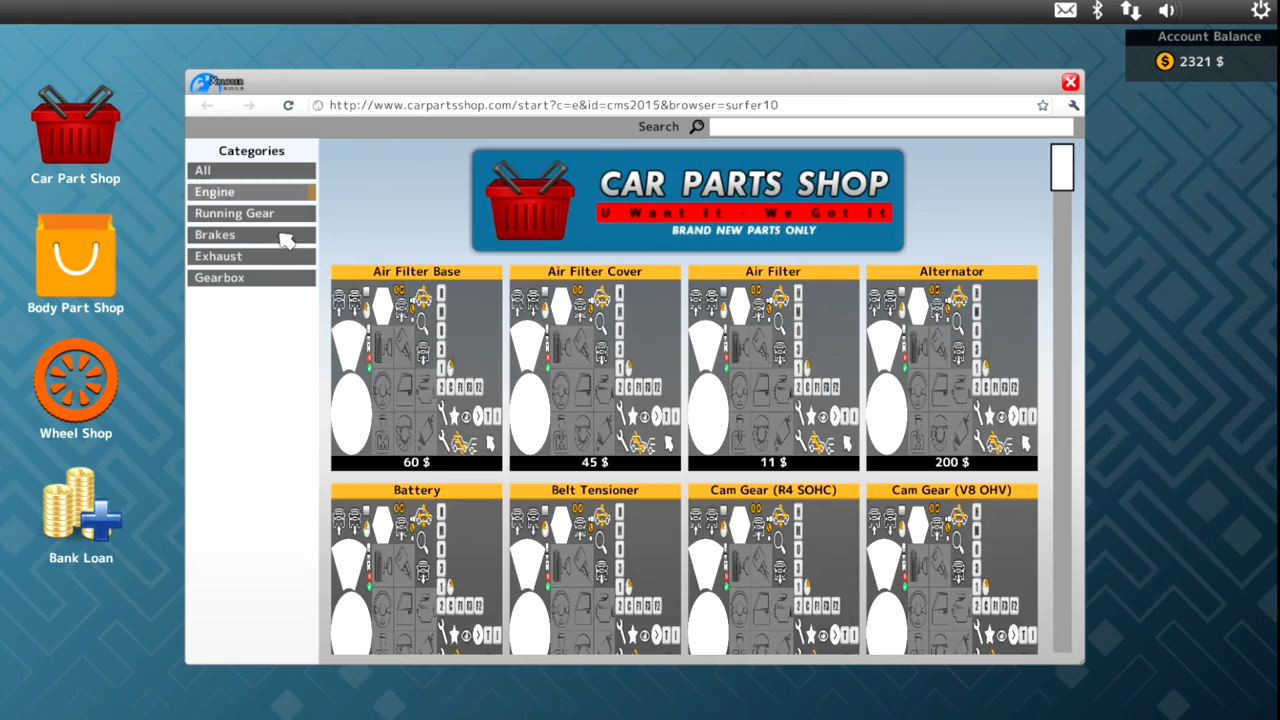 Account Balance
2321 $
XPLORER
http://www.carpartsshop.com/start?c=e&id=cms2015&browser=surfer10
Search
Car Part Shop
Body Part Shop
Wheel Shop
Bank Loan
Categories
All
Engine
Running Gear
Brakes
Exhaust
Gearbox
CAR PARTS SHOP
U Want It - We Got It
BRAND NEW PARTS ONLY
Air Filter Base
Air Filter Cover
Air Filter
Alternator
60 $
45 $
11 $
200 $
Battery
Belt Tensioner
Cam Gear (R4 SOHC)
Cam Gear (V8 OHV)